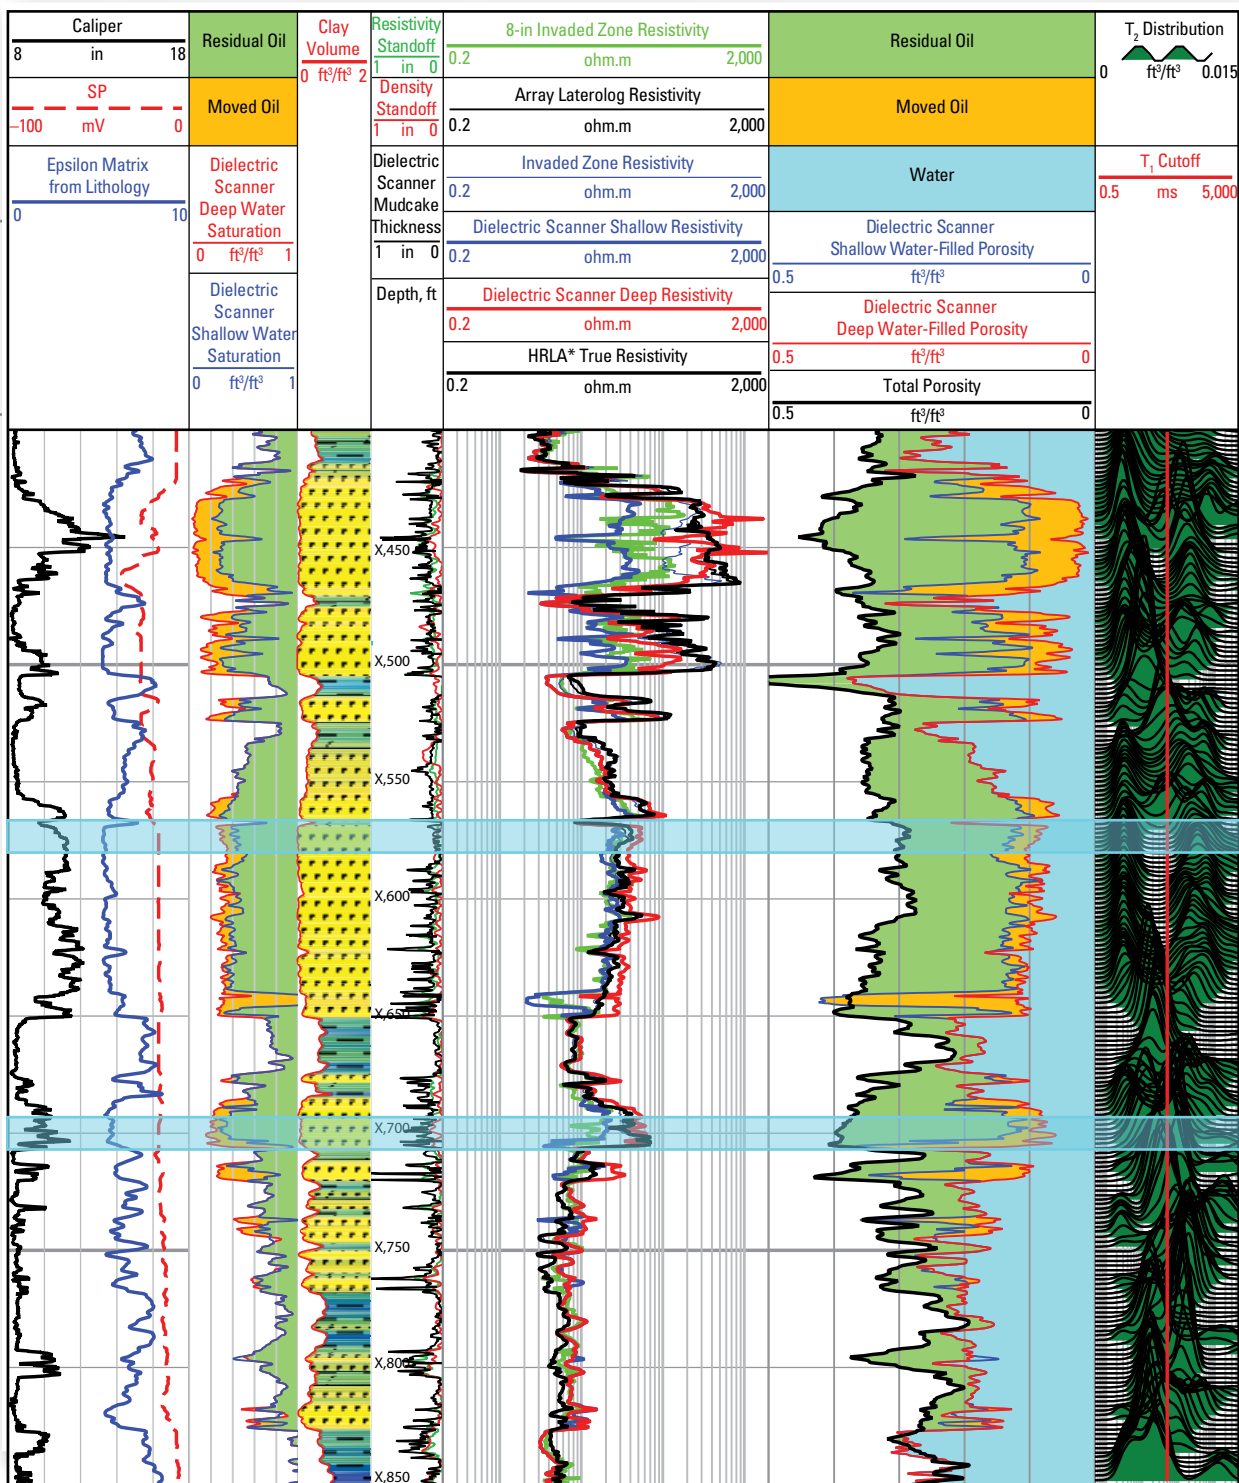 Caliper
8 in 18
SP
–100 mV 0
Epsilon Matrix
from Lithology
0 10
Residual Oil
Moved Oil
Dielectric
Scanner
Deep Water
Saturation
0 ft³/ft³ 1
Dielectric
Scanner
Shallow Water
Saturation
0 ft³/ft³ 1
Clay
Volume
0 ft³/ft³ 2
Resistivity
Standoff
1 in 0
Density
Standoff
1 in 0
Dielectric
Scanner
Mudcake
Thickness
1 in 0
Depth, ft
8-in Invaded Zone Resistivity
0.2 ohm.m 2,000
Array Laterolog Resistivity
0.2 ohm.m 2,000
Invaded Zone Resistivity
0.2 ohm.m 2,000
Dielectric Scanner Shallow Resistivity
0.2 ohm.m 2,000
Dielectric Scanner Deep Resistivity
0.2 ohm.m 2,000
HRLA* True Resistivity
0.2 ohm.m 2,000
Residual Oil
Moved Oil
Water
Dielectric Scanner
Shallow Water-Filled Porosity
0.5 ft³/ft³ 0
Dielectric Scanner
Deep Water-Filled Porosity
0.5 ft³/ft³ 0
Total Porosity
0.5 ft³/ft³ 0
T₂ Distribution
0 ft³/ft³ 0.015
T₁ Cutoff
0.5 ms 5,000
X,450
X,500
X,550
X,600
X,650
X,700
X,750
X,800
X,850